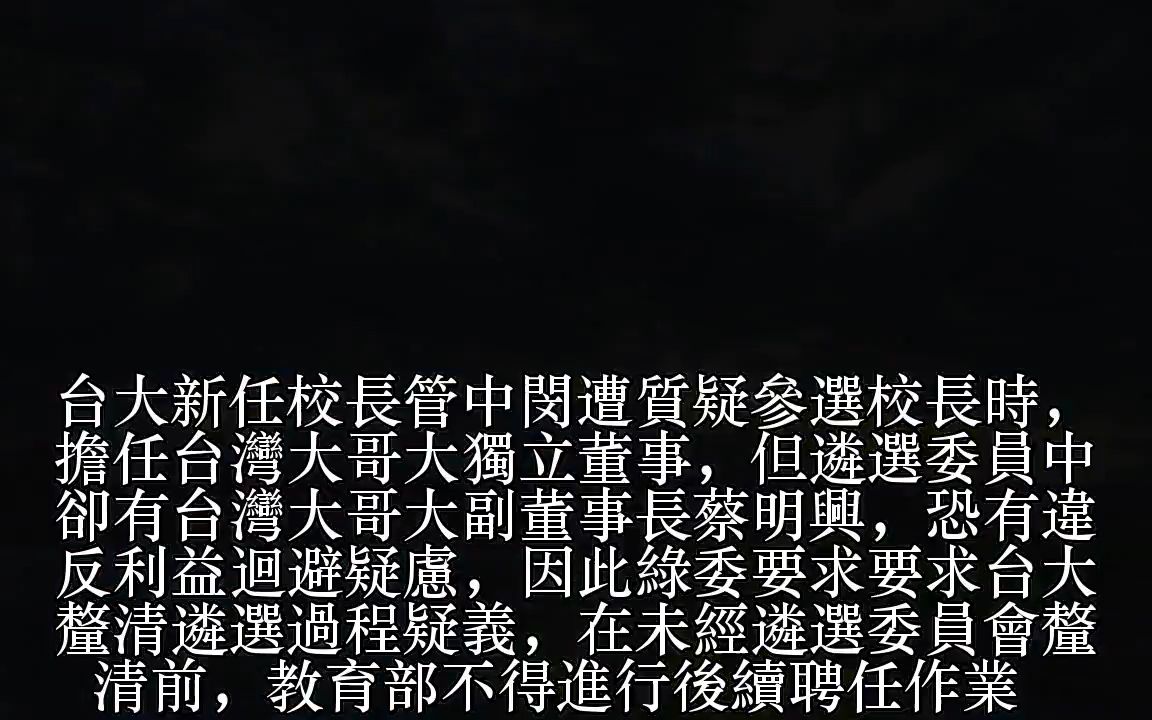 台大新任校長管中閔遭質疑參選校長時，
擔任台灣大哥大獨立董事，但遴選委員中
卻有台灣大哥大副董事長蔡明興，恐有違
反利益迴避疑慮，因此綠委要求要求台大
釐清遴選過程疑義，在未經遴選委員會釐
清前，教育部不得進行後續聘任作業